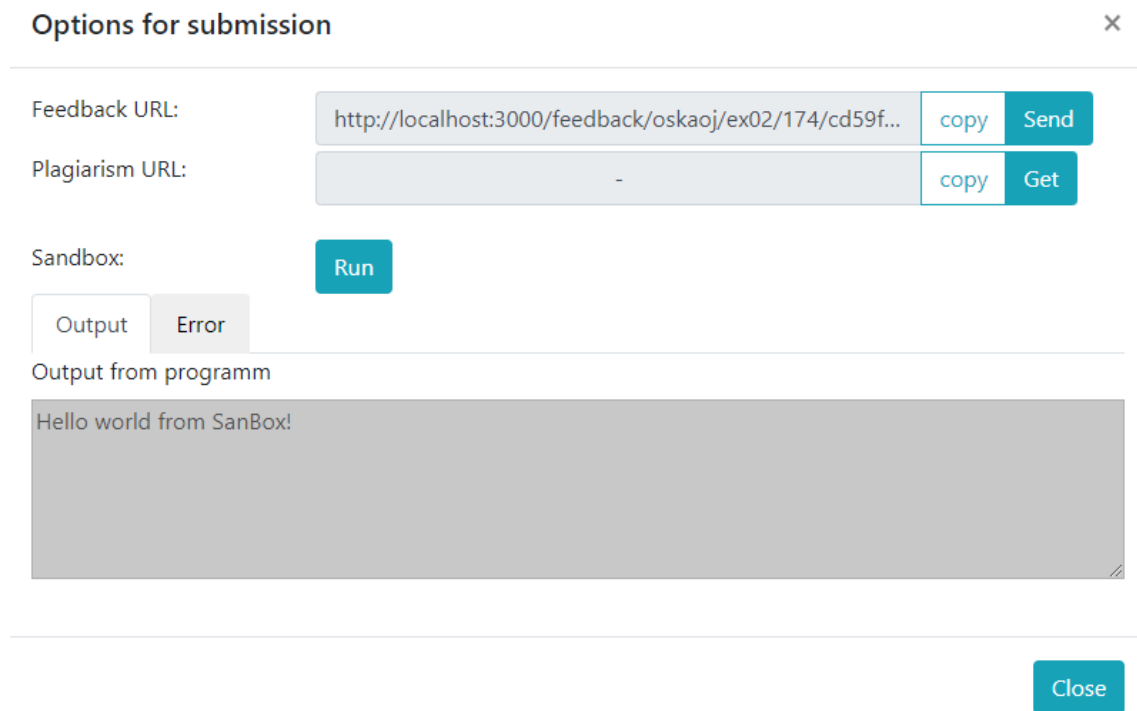 Options for submission ×
Feedback URL: http://localhost:3000/feedback/oskaoj/ex02/174/cd59f... copy Send
Plagiarism URL: - copy Get
Sandbox: Run
Output Error
Output from programm
Hello world from SanBox!
Close